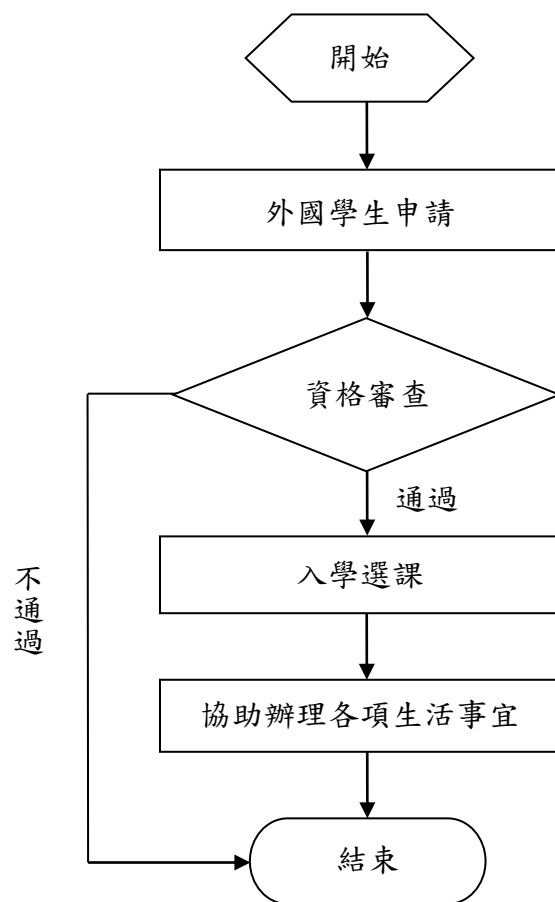 開始
外國學生申請
資格審查
通過
入學選課
不通過
協助辦理各項生活事宜
結束